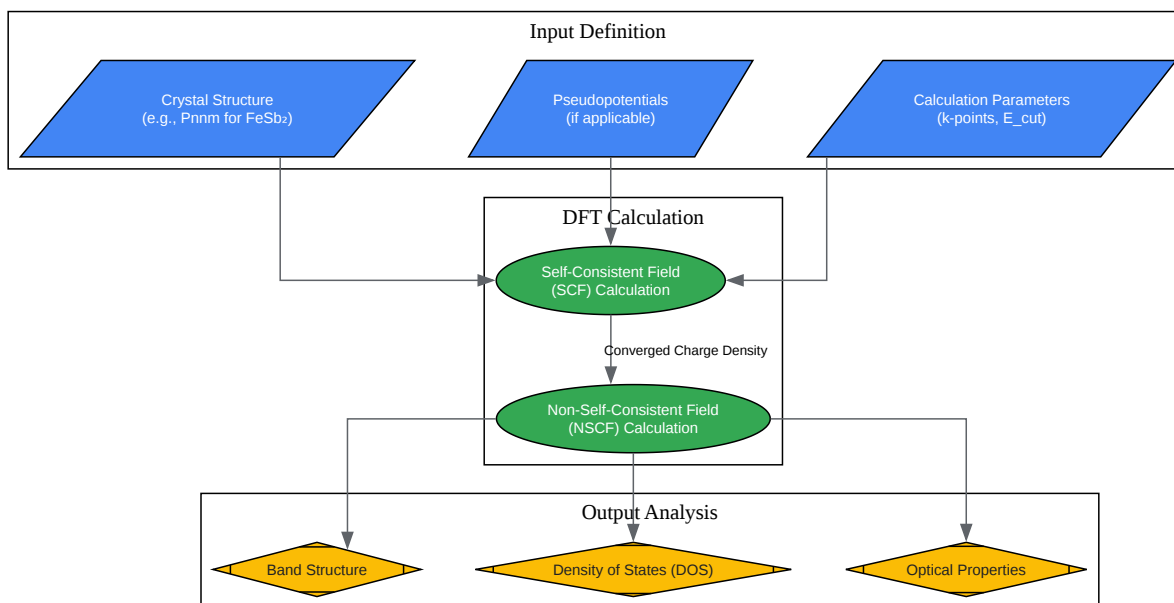 Input Definition
Crystal Structure
(e.g., Pnnm for FeSb₂)
Pseudopotentials
(if applicable)
Calculation Parameters
(k-points, E_cut)
DFT Calculation
Self-Consistent Field
(SCF) Calculation
Converged Charge Density
Non-Self-Consistent Field
(NSCF) Calculation
Output Analysis
Band Structure
Density of States (DOS)
Optical Properties